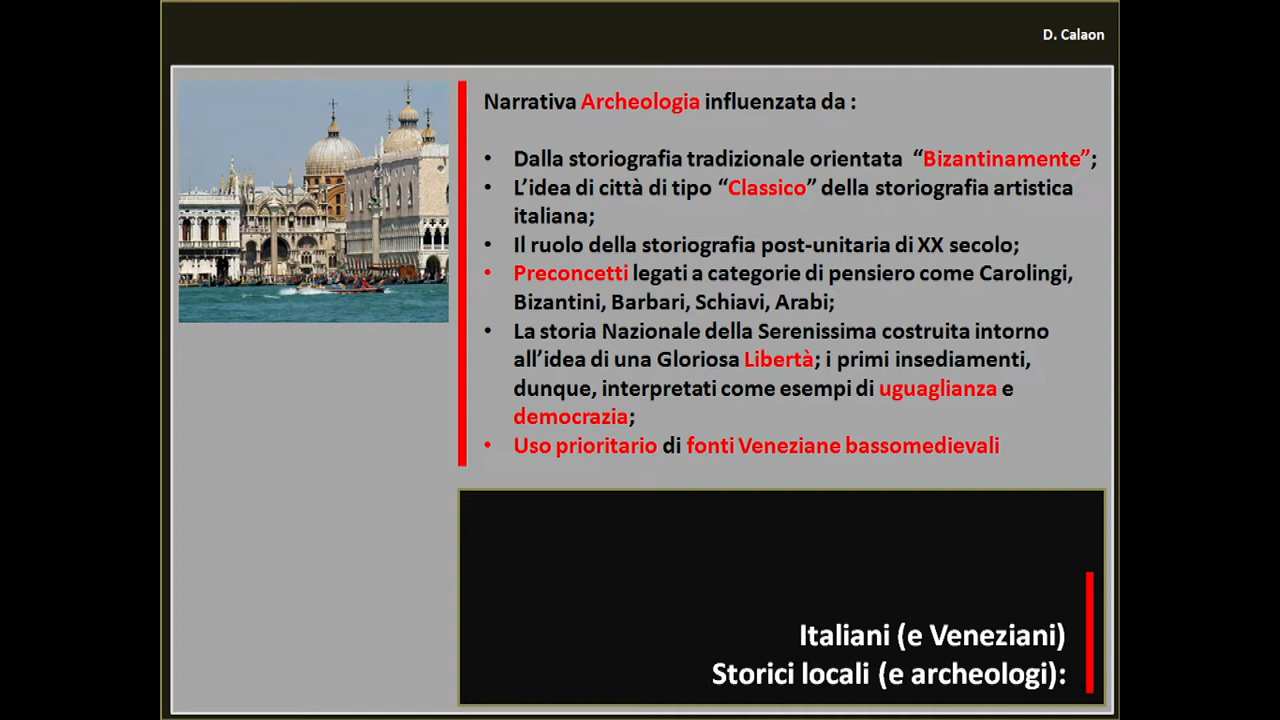 D. Calaon
Narrativa Archeologia influenzata da :
• Dalla storiografia tradizionale orientata “Bizantinamente”;
• L’idea di città di tipo “Classico” della storiografia artistica
italiana;
• Il ruolo della storiografia post-unitaria di XX secolo;
• Preconcetti legati a categorie di pensiero come Carolingi,
Bizantini, Barbari, Schiavi, Arabi;
• La storia Nazionale della Serenissima costruita intorno
all’idea di una Gloriosa Libertà; i primi insediamenti,
dunque, interpretati come esempi di uguaglianza e
democrazia;
• Uso prioritario di fonti Veneziane bassomedievali
Italiani (e Veneziani)
Storici locali (e archeologi):